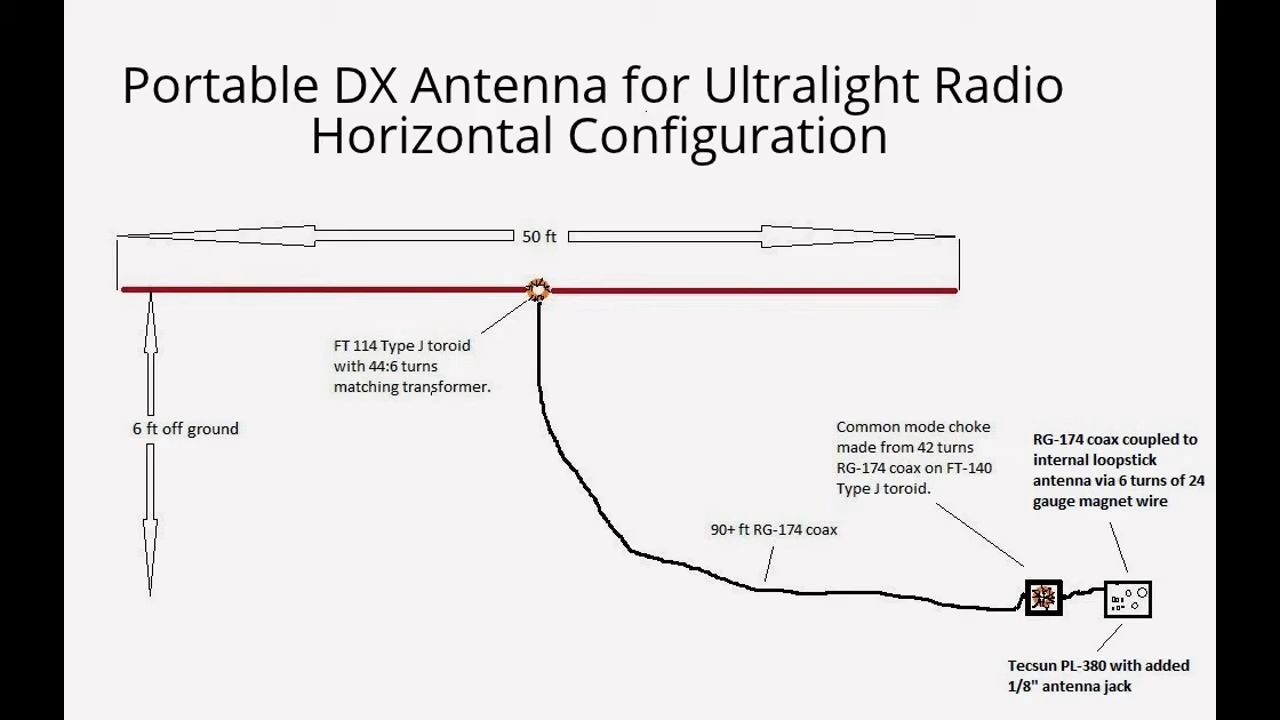 Portable DX Antenna for Ultralight Radio
Horizontal Configuration
50 ft
FT 114 Type J toroid
with 44:6 turns
matching transformer.
6 ft off ground
Common mode choke
made from 42 turns
RG-174 coax on FT-140
Type J toroid.
RG-174 coax coupled to
internal loopstick
antenna via 6 turns of 24
gauge magnet wire
90+ ft RG-174 coax
Tecsun PL-380 with added
1/8" antenna jack